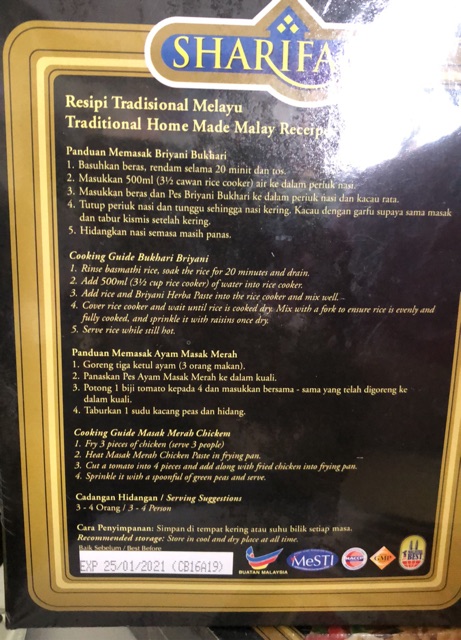 SHARIFA
Resipi Tradisional Melayu
Traditional Home Made Malay Receipe
Panduan Memasak Briyani Bukhari
1. Basuhkan beras, rendam selama 20 minit dan tos.
2. Masukkan 500ml (3½ cawan rice cooker) air ke dalam periuk nasi.
3. Masukkan beras dan Pes Briyani Bukhari ke dalam periuk nasi dan kacau rata.
4. Tutup periuk nasi dan tunggu sehingga nasi kering. Kacau dengan garfu supaya sama masak
dan tabur kismis setelah kering.
5. Hidangkan nasi semasa masih panas.
Cooking Guide Bukhari Briyani
1. Rinse basmathi rice, soak the rice for 20 minutes and drain.
2. Add 500ml (3½ cup rice cooker) of water into rice cooker.
3. Add rice and Briyani Herba Paste into the rice cooker and mix well.
4. Cover rice cooker and wait until rice is cooked dry. Mix with a fork to ensure rice is evenly and
fully cooked, and sprinkle it with raisins once dry.
5. Serve rice while still hot.
Panduan Memasak Ayam Masak Merah
1. Goreng tiga ketul ayam (3 orang makan).
2. Panaskan Pes Ayam Masak Merah ke dalam kuali.
3. Potong 1 biji tomato kepada 4 dan masukkan bersama - sama yang telah digoreng ke
dalam kuali.
4. Taburkan 1 sudu kacang peas dan hidang.
Cooking Guide Masak Merah Chickem
1. Fry 3 pieces of chicken (serve 3 people)
2. Heat Masak Merah Chicken Paste in frying pan.
3. Cut a tomato into 4 pieces and add along with fried chicken into frying pan.
4. Sprinkle it with a spoonful of green peas and serve.
Cadangan Hidangan / Serving Suggestions
3 - 4 Orang / 3 - 4 Person
Cara Penyimpanan: Simpan di tempat kering atau suhu bilik setiap masa.
Recommended storage: Store in cool and dry place at all time.
Baik Sebelum / Best Before
EXP 25/01/2021 (CB16A19)
BUATAN MALAYSIA
MeSTI
GMP
BEST